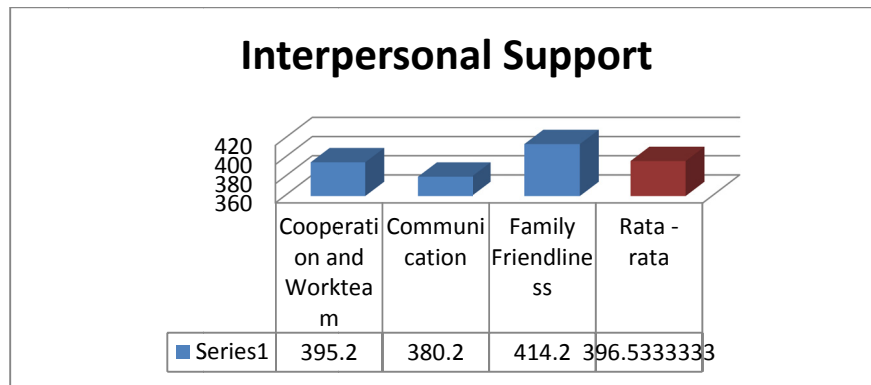 Interpersonal Support
420
400
380
360
Cooperati
on and
Worktea
m
Communi
cation
Family
Friendline
ss
Rata -
rata
Series1 395.2 380.2 414.2 396.5333333